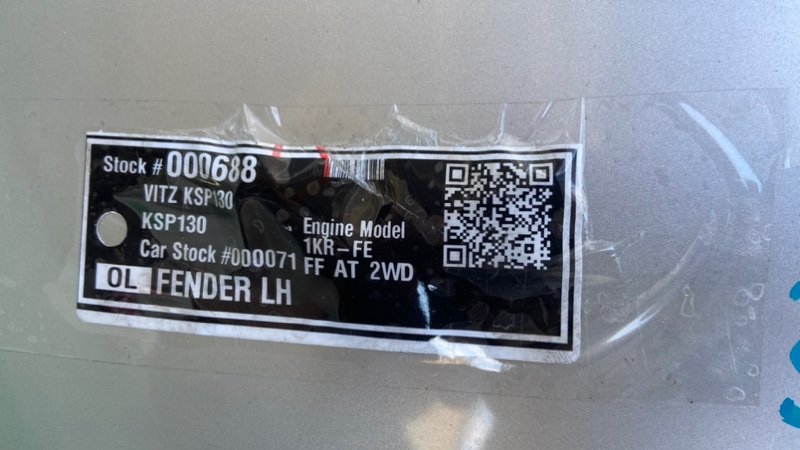 Stock # 000688
VITZ KSP130
KSP130
Car Stock #000071
OL FENDER LH
Engine Model
1KR-FE
FF AT 2WD